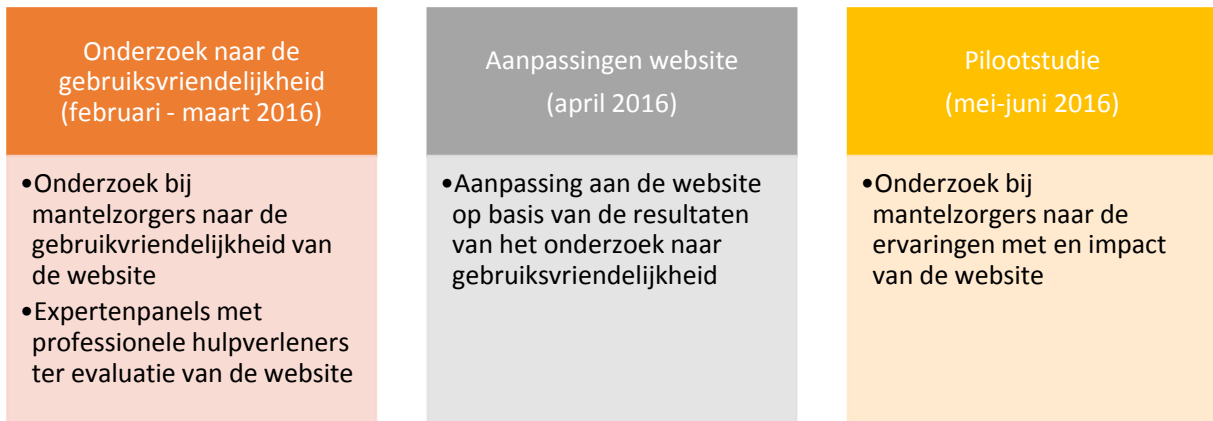 Onderzoek naar de
gebruiksvriendelijkheid
(februari - maart 2016)
•Onderzoek bij
mantelzorgers naar de
gebruikvriendelijkheid van
de website
•Expertenpanels met
professionele hulpverleners
ter evaluatie van de website
Aanpassingen website
(april 2016)
•Aanpassing aan de website
op basis van de resultaten
van het onderzoek naar
gebruiksvriendelijkheid
Pilootstudie
(mei-juni 2016)
•Onderzoek bij
mantelzorgers naar de
ervaringen met en impact
van de website